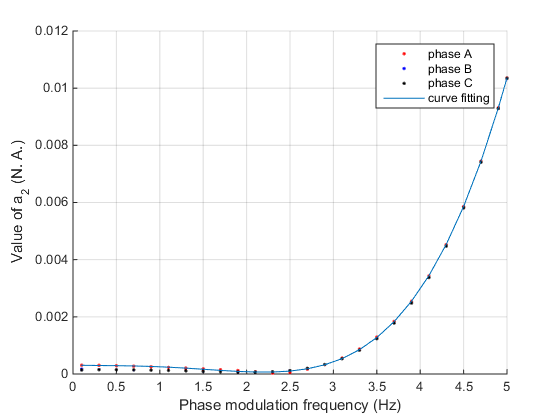 0.012
0.01
0.008
0.006
0.004
0.002
0
0 0.5 1 1.5 2 2.5 3 3.5 4 4.5 5
Value of a2 (N. A.)
Phase modulation frequency (Hz)
phase A
phase B
phase C
curve fitting